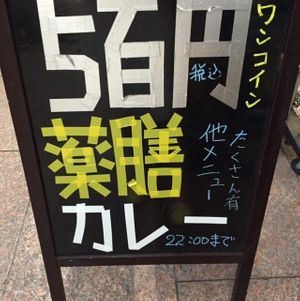 5百円
税込
ワンコイン
薬膳
カレー
他メニュー
たくさん有
22:00まで